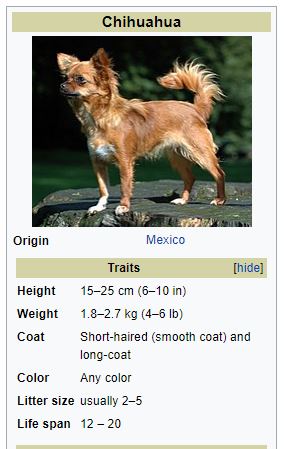 Chihuahua
Origin Mexico
Traits [hide]
Height 15–25 cm (6–10 in)
Weight 1.8–2.7 kg (4–6 lb)
Coat Short-haired (smooth coat) and
long-coat
Color Any color
Litter size usually 2–5
Life span 12 – 20